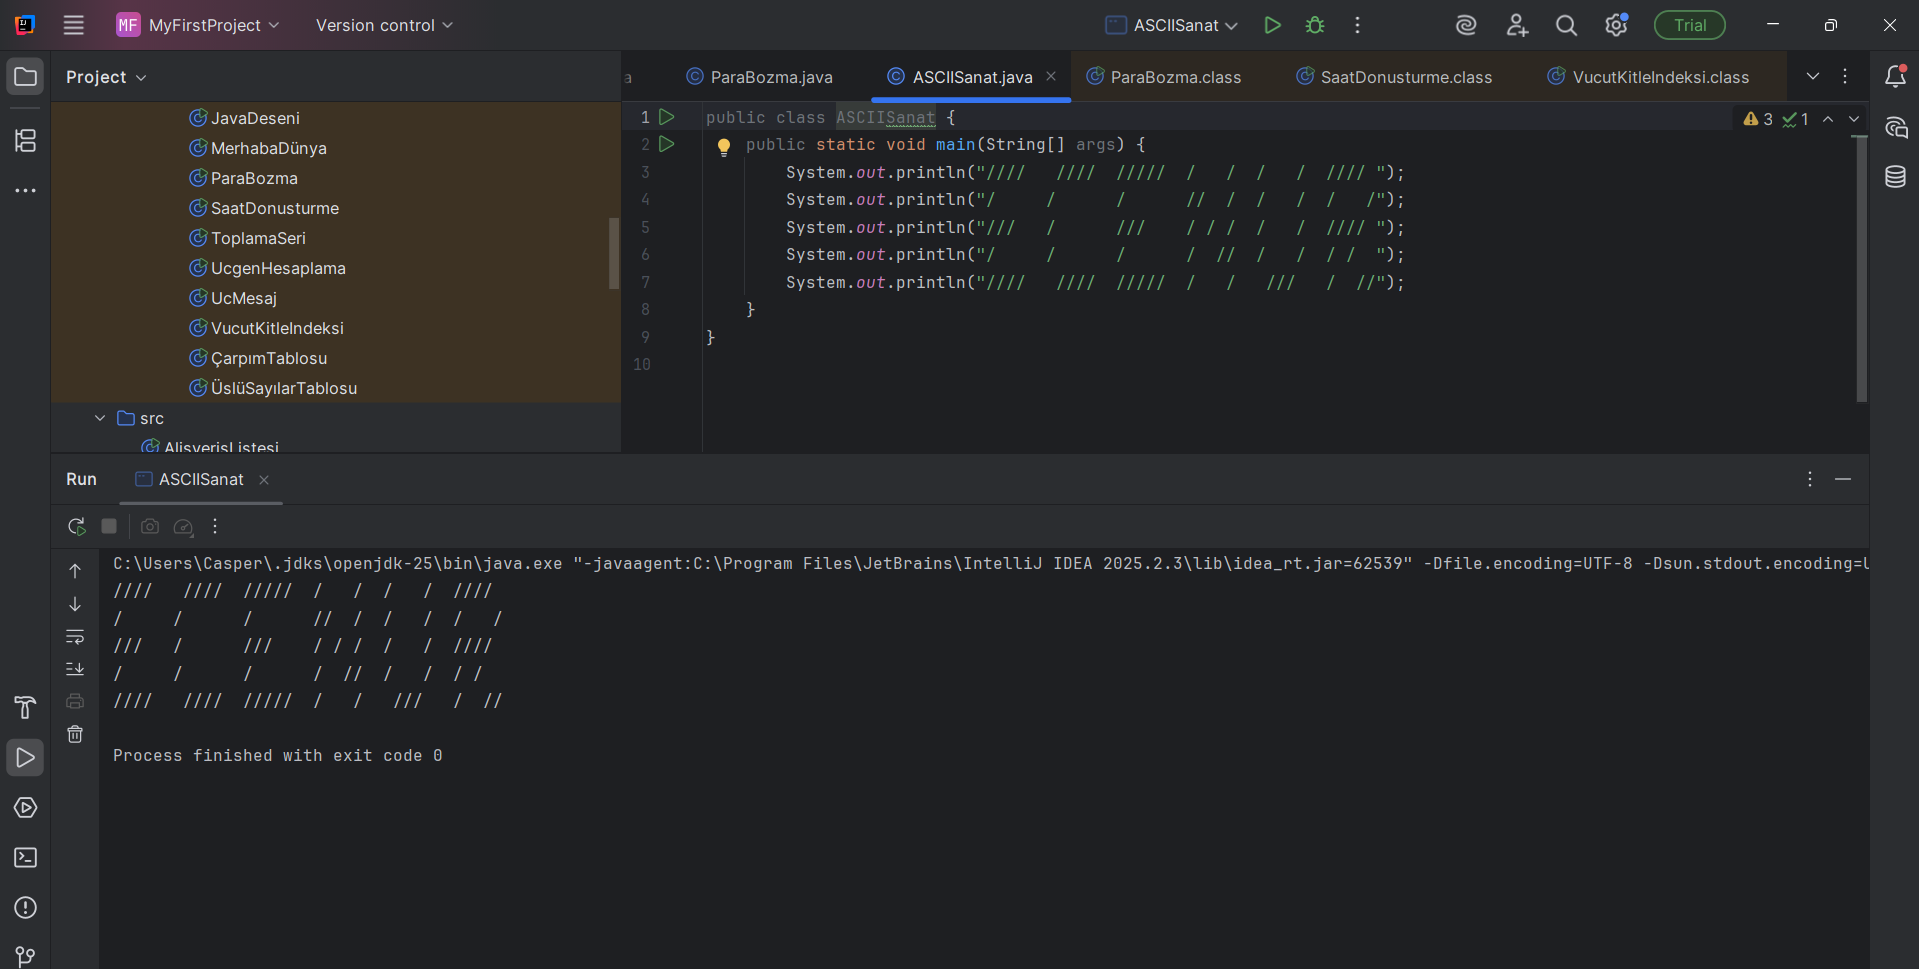 MF MyFirstProject Version control ASCIISanat Trial
Project
a ParaBozma.java ASCIISanat.java ParaBozma.class SaatDonusturme.class VucutKitleIndeksi.class
JavaDeseni
MerhabaDünya
ParaBozma
SaatDonusturme
ToplamaSeri
UcgenHesaplama
UcMesaj
VucutKitleIndeksi
ÇarpımTablosu
ÜslüSayılarTablosu
src
AlisverisListesi
1 public class ASCIISanat {
3 1
2     public static void main(String[] args) {
3         System.out.println("////   ////  /////  /   /  /   /  //// ");
4         System.out.println("/     /      /      //  /  /   /  /   /");
5         System.out.println("///   /      ///    / / /  /   /  //// ");
6         System.out.println("/     /      /      /  //  /   /  / /  ");
7         System.out.println("////   ////  /////  /   /   ///   /  //");
8     }
9 }
10
Run ASCIISanat
C:\Users\Casper\.jdks\openjdk-25\bin\java.exe "-javaagent:C:\Program Files\JetBrains\IntelliJ IDEA 2025.2.3\lib\idea_rt.jar=62539" -Dfile.encoding=UTF-8 -Dsun.stdout.encoding=U
////   ////  /////  /   /  /   /  ////
/     /      /      //  /  /   /  /   /
///   /      ///    / / /  /   /  ////
/     /      /      /  //  /   /  / /
////   ////  /////  /   /   ///   /  //
Process finished with exit code 0